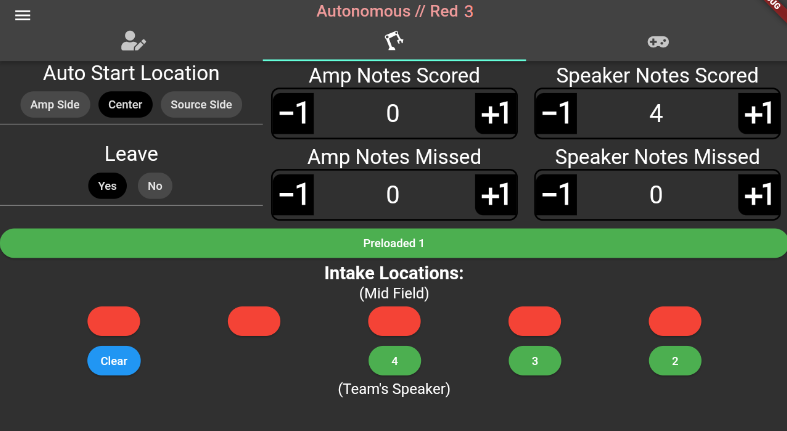 Autonomous // Red 3
Auto Start Location
Amp Side Center Source Side
Leave
Yes No
Amp Notes Scored
−1 0 +1
Amp Notes Missed
−1 0 +1
Speaker Notes Scored
−1 4 +1
Speaker Notes Missed
−1 0 +1
Preloaded 1
Intake Locations:
(Mid Field)
Clear 4 3 2
(Team's Speaker)